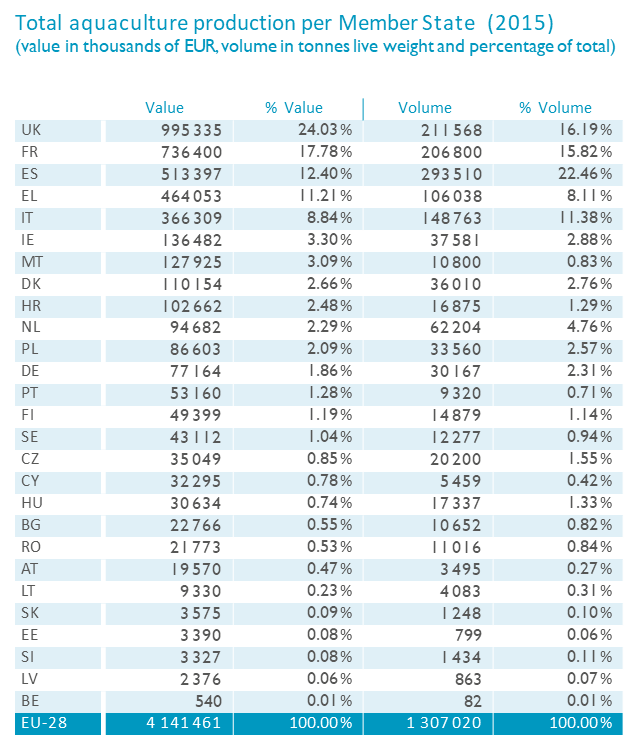 Total aquaculture production per Member State (2015)
(value in thousands of EUR, volume in tonnes live weight and percentage of total)
Value % Value Volume % Volume
UK 995 335 24.03% 211 568 16.19%
FR 736 400 17.78% 206 800 15.82%
ES 513 397 12.40% 293 510 22.46%
EL 464 053 11.21% 106 038 8.11%
IT 366 309 8.84% 148 763 11.38%
IE 136 482 3.30% 37 581 2.88%
MT 127 925 3.09% 10 800 0.83%
DK 110 154 2.66% 36 010 2.76%
HR 102 662 2.48% 16 875 1.29%
NL 94 682 2.29% 62 204 4.76%
PL 86 603 2.09% 33 560 2.57%
DE 77 164 1.86% 30 167 2.31%
PT 53 160 1.28% 9 320 0.71%
FI 49 399 1.19% 14 879 1.14%
SE 43 112 1.04% 12 277 0.94%
CZ 35 049 0.85% 20 200 1.55%
CY 32 295 0.78% 5 459 0.42%
HU 30 634 0.74% 17 337 1.33%
BG 22 766 0.55% 10 652 0.82%
RO 21 773 0.53% 11 016 0.84%
AT 19 570 0.47% 3 495 0.27%
LT 9 330 0.23% 4 083 0.31%
SK 3 575 0.09% 1 248 0.10%
EE 3 390 0.08% 799 0.06%
SI 3 327 0.08% 1 434 0.11%
LV 2 376 0.06% 863 0.07%
BE 540 0.01% 82 0.01%
EU-28 4 141 461 100.00% 1 307 020 100.00%